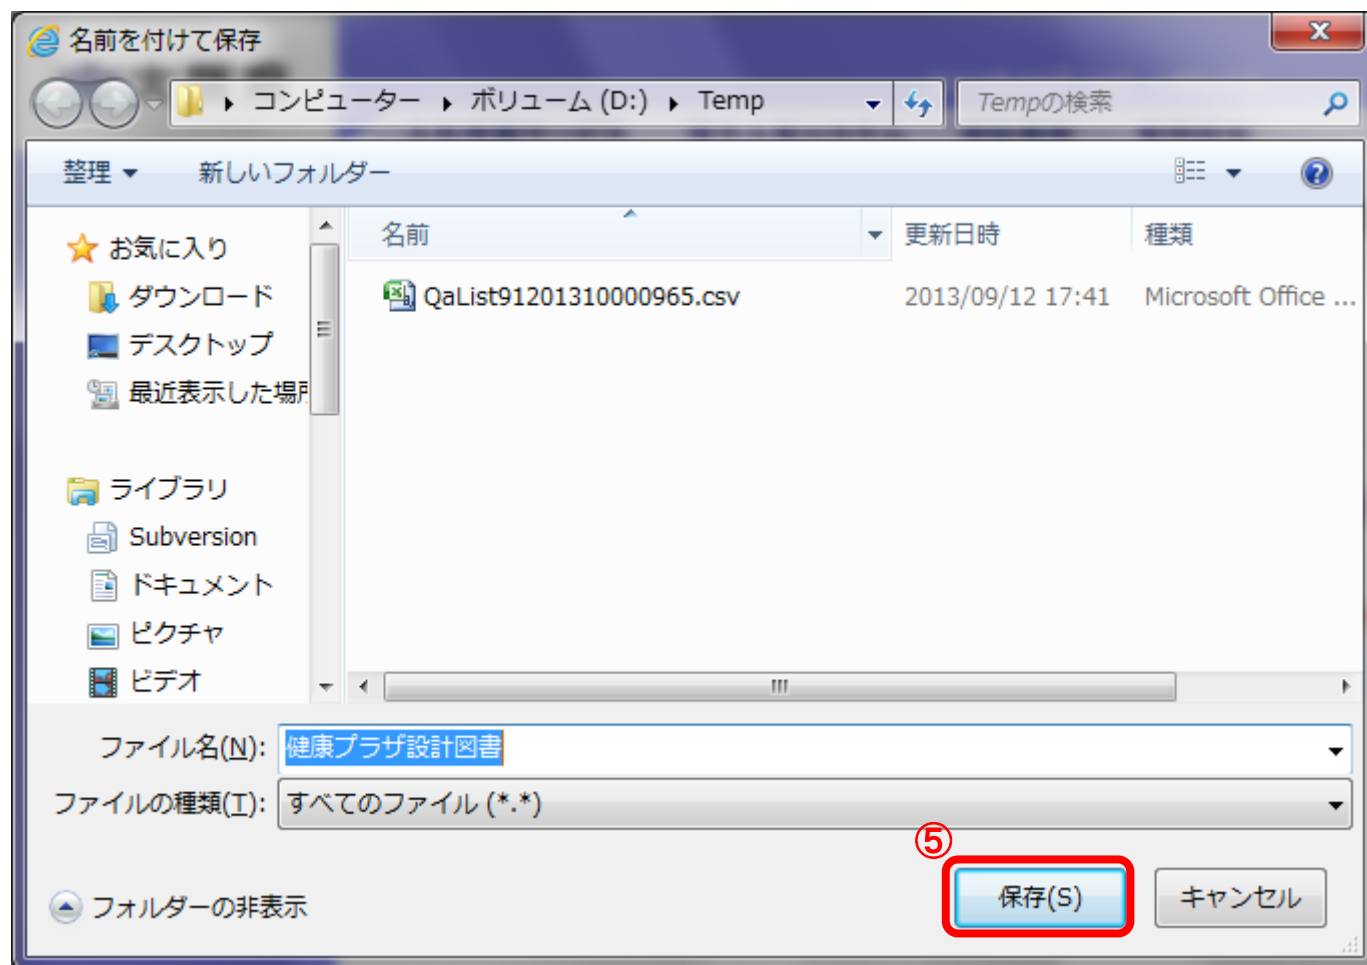 名前を付けて保存
コンピューター ▸ ボリューム (D:) ▸ Temp
Tempの検索
整理
新しいフォルダー
名前
更新日時
種類
お気に入り
ダウンロード
デスクトップ
最近表示した場所
ライブラリ
Subversion
ドキュメント
ピクチャ
ビデオ
QaList91201310000965.csv
2013/09/12 17:41
Microsoft Office ...
ファイル名(N): 健康プラザ設計図書
ファイルの種類(T): すべてのファイル (*.*)
⑤
フォルダーの非表示
保存(S)
キャンセル